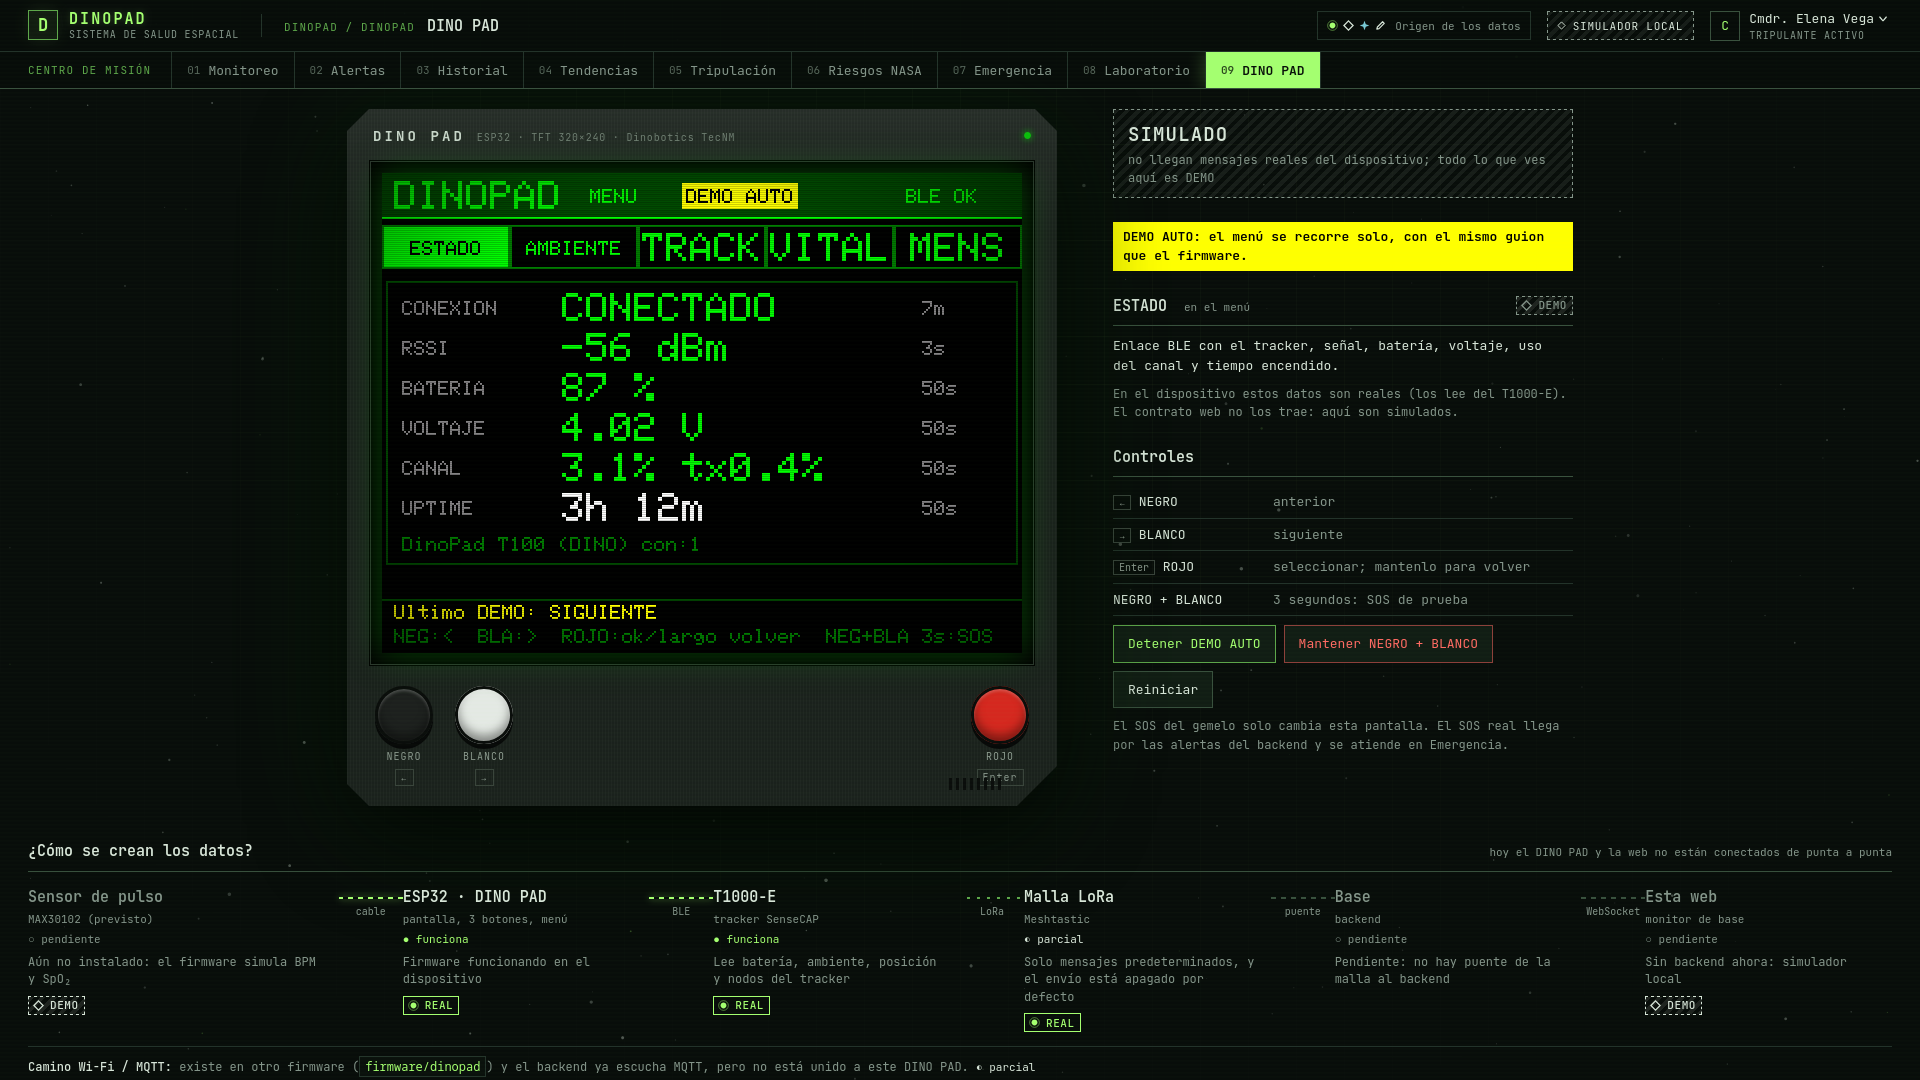 D DINOPAD
SISTEMA DE SALUD ESPACIAL
DINOPAD / DINOPAD DINO PAD
Origen de los datos
SIMULADOR LOCAL
C Cmdr. Elena Vega
TRIPULANTE ACTIVO
CENTRO DE MISIÓN 01 Monitoreo 02 Alertas 03 Historial 04 Tendencias 05 Tripulación 06 Riesgos NASA 07 Emergencia 08 Laboratorio 09 DINO PAD
DINO PAD ESP32 · TFT 320×240 · Dinobotics TecNM
DINOPAD MENU DEMO AUTO BLE OK
ESTADO AMBIENTE TRACK VITAL MENS
CONEXION CONECTADO 7m
RSSI -56 dBm 3s
BATERIA 87 % 50s
VOLTAJE 4.02 V 50s
CANAL 3.1% tx0.4% 50s
UPTIME 3h 12m 50s
DinoPad T100 (DINO) con:1
Ultimo DEMO: SIGUIENTE
NEG:< BLA:> ROJO:ok/largo volver NEG+BLA 3s:SOS
NEGRO BLANCO ROJO
← → Enter
SIMULADO
no llegan mensajes reales del dispositivo; todo lo que ves
aquí es DEMO
DEMO AUTO: el menú se recorre solo, con el mismo guion
que el firmware.
ESTADO en el menú DEMO
Enlace BLE con el tracker, señal, batería, voltaje, uso
del canal y tiempo encendido.
En el dispositivo estos datos son reales (los lee del T1000-E).
El contrato web no los trae: aquí son simulados.
Controles
← NEGRO anterior
→ BLANCO siguiente
Enter ROJO seleccionar; mantenlo para volver
NEGRO + BLANCO 3 segundos: SOS de prueba
Detener DEMO AUTO Mantener NEGRO + BLANCO
Reiniciar
El SOS del gemelo solo cambia esta pantalla. El SOS real llega
por las alertas del backend y se atiende en Emergencia.
¿Cómo se crean los datos?
hoy el DINO PAD y la web no están conectados de punta a punta
Sensor de pulso
MAX30102 (previsto)
○ pendiente
Aún no instalado: el firmware simula BPM
y SpO₂
DEMO
cable
ESP32 · DINO PAD
pantalla, 3 botones, menú
● funciona
Firmware funcionando en el
dispositivo
REAL
BLE
T1000-E
tracker SenseCAP
● funciona
Lee batería, ambiente, posición
y nodos del tracker
REAL
LoRa
Malla LoRa
Meshtastic
◐ parcial
Solo mensajes predeterminados, y
el envío está apagado por
defecto
REAL
puente
Base
backend
○ pendiente
Pendiente: no hay puente de la
malla al backend
WebSocket
Esta web
monitor de base
○ pendiente
Sin backend ahora: simulador
local
DEMO
Camino Wi-Fi / MQTT: existe en otro firmware (firmware/dinopad) y el backend ya escucha MQTT, pero no está unido a este DINO PAD. ◐ parcial